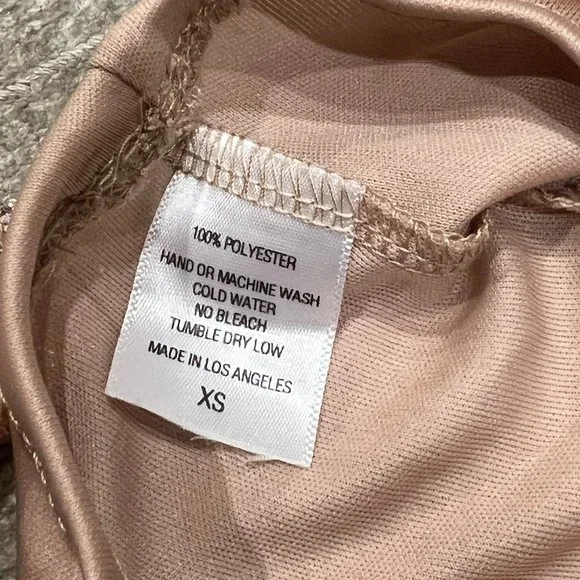 100% POLYESTER
HAND OR MACHINE WASH
COLD WATER
NO BLEACH
TUMBLE DRY LOW
MADE IN LOS ANGELES
XS